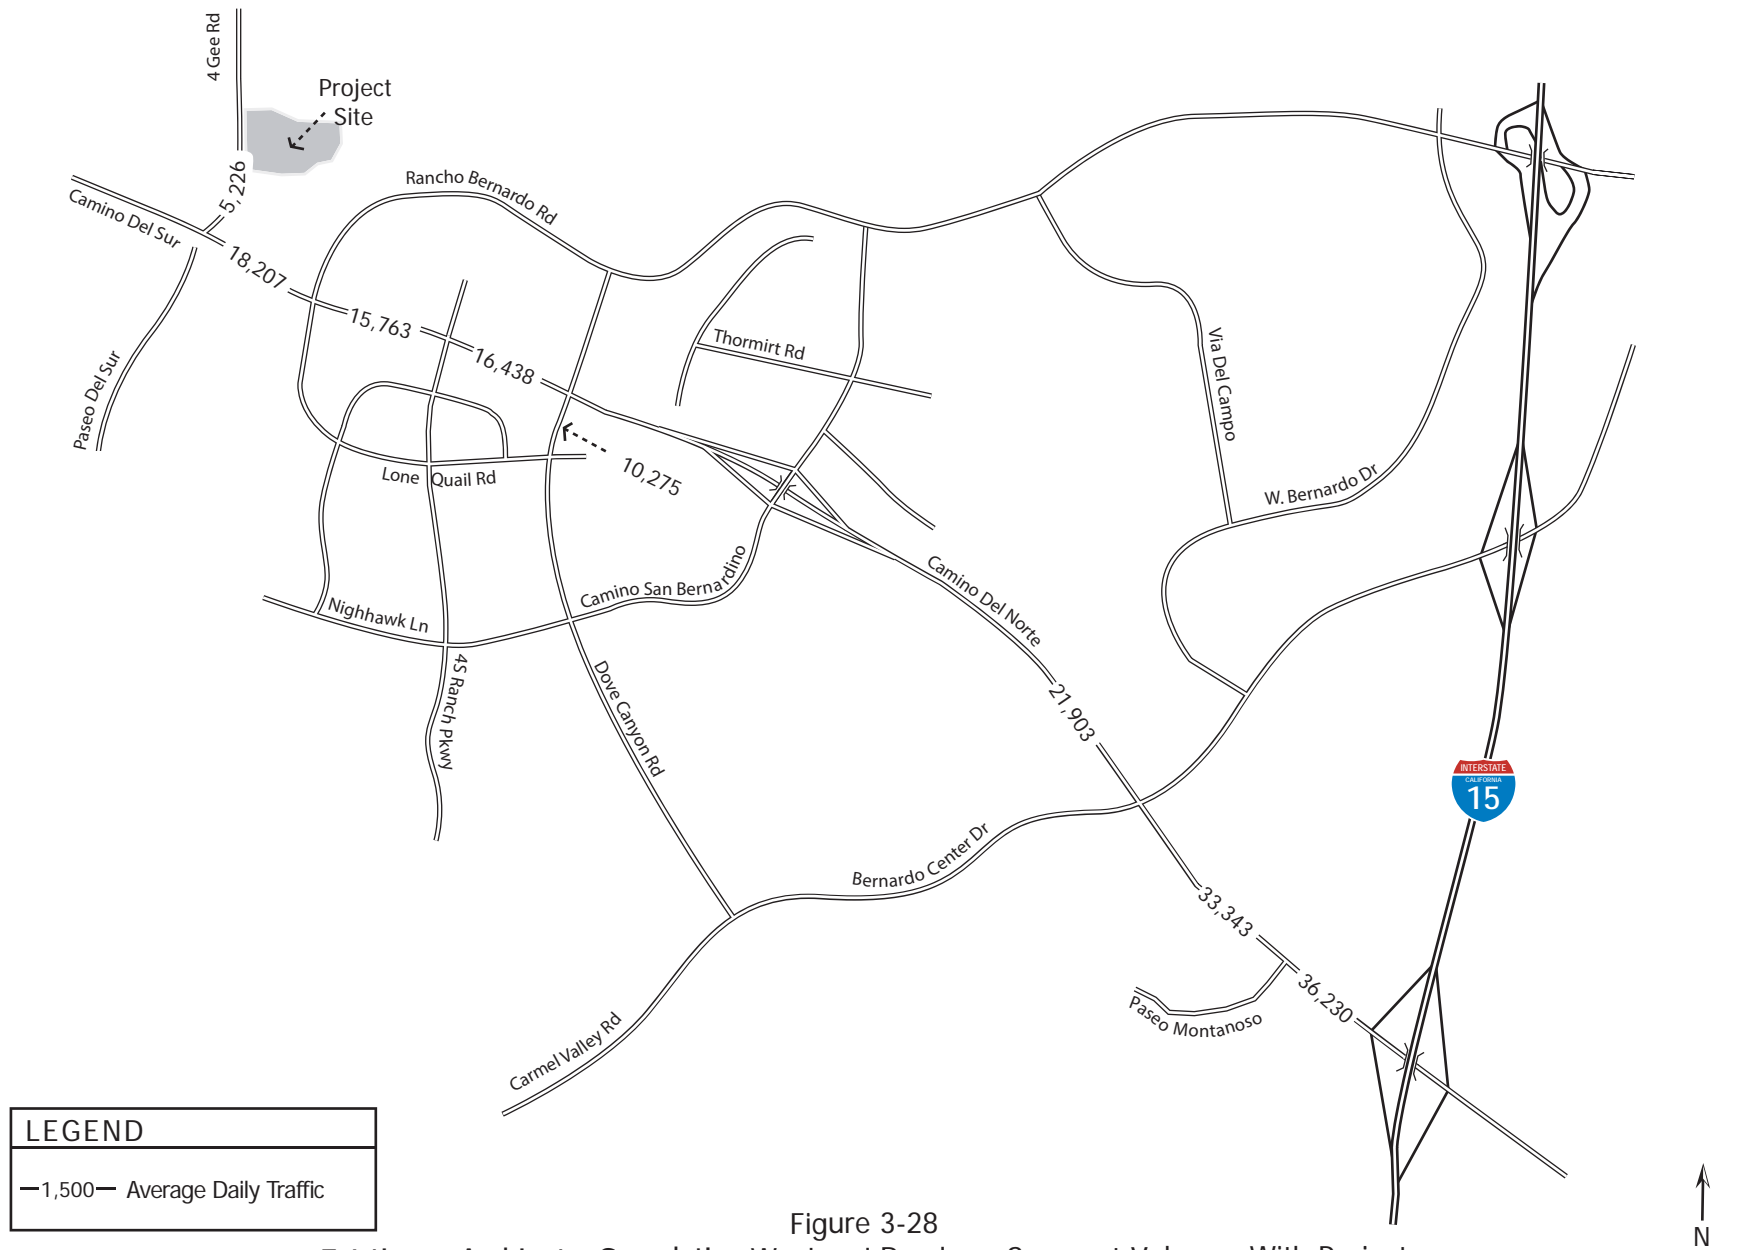 4 Gee Rd
Project
Site
5,226
Camino Del Sur
18,207
Rancho Bernardo Rd
15,763
16,438
Thormirt Rd
Paseo Del Sur
Via Del Campo
Lone Quail Rd
10,275
W. Bernardo Dr
Camino San Bernardino
Camino Del Norte
Nighhawk Ln
4S Ranch Pkwy
Dove Canyon Rd
21,903
INTERSTATE
CALIFORNIA
15
Bernardo Center Dr
33,343
36,230
Paseo Montanoso
Carmel Valley Rd
LEGEND
1,500 Average Daily Traffic
Figure 3-28
N